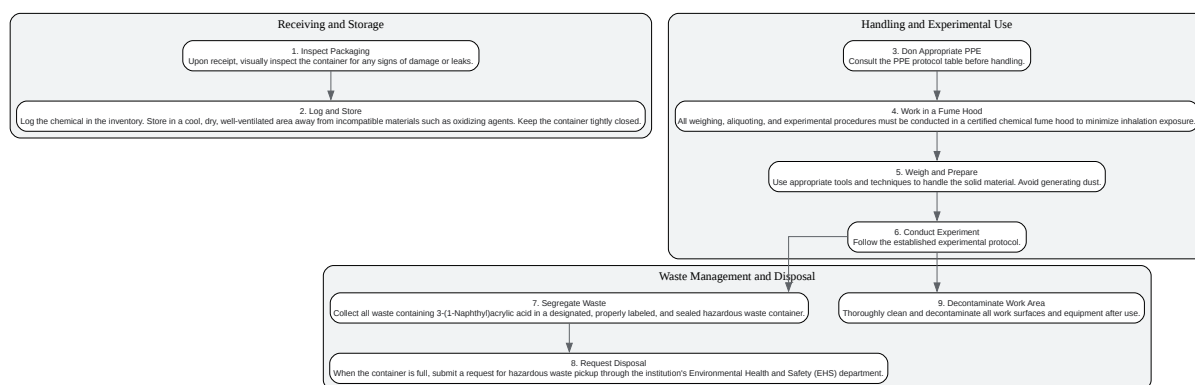 Receiving and Storage
1. Inspect Packaging
Upon receipt, visually inspect the container for any signs of damage or leaks.
2. Log and Store
Log the chemical in the inventory. Store in a cool, dry, well-ventilated area away from incompatible materials such as oxidizing agents. Keep the container tightly closed.
Handling and Experimental Use
3. Don Appropriate PPE
Consult the PPE protocol table before handling.
4. Work in a Fume Hood
All weighing, aliquoting, and experimental procedures must be conducted in a certified chemical fume hood to minimize inhalation exposure.
5. Weigh and Prepare
Use appropriate tools and techniques to handle the solid material. Avoid generating dust.
6. Conduct Experiment
Follow the established experimental protocol.
Waste Management and Disposal
7. Segregate Waste
Collect all waste containing 3-(1-Naphthyl)acrylic acid in a designated, properly labeled, and sealed hazardous waste container.
9. Decontaminate Work Area
Thoroughly clean and decontaminate all work surfaces and equipment after use.
8. Request Disposal
When the container is full, submit a request for hazardous waste pickup through the institution's Environmental Health and Safety (EHS) department.